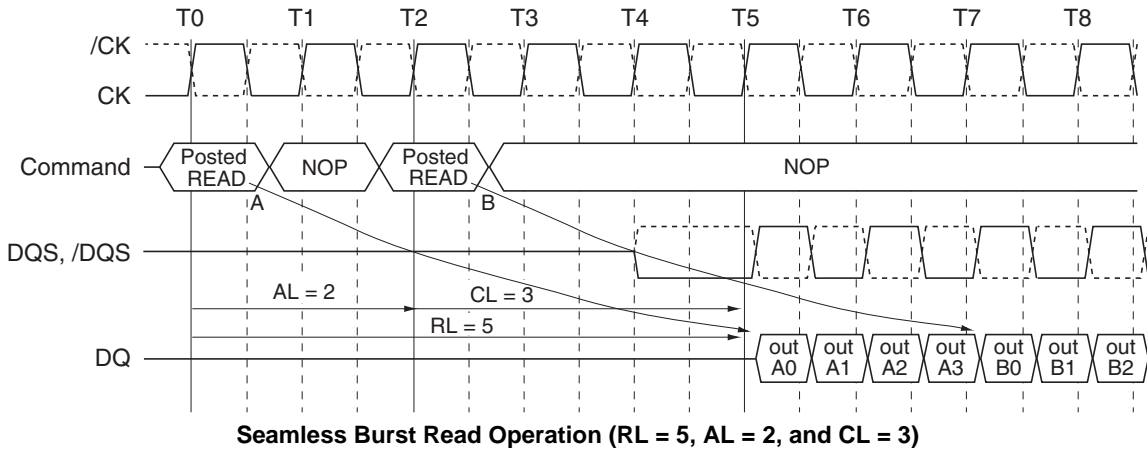 T0 T1 T2 T3 T4 T5 T6 T7 T8
/CK
CK
Command
Posted
READ
NOP
Posted
READ
NOP
A
B
DQS, /DQS
AL = 2
CL = 3
RL = 5
DQ
out
A0
out
A1
out
A2
out
A3
out
B0
out
B1
out
B2
Seamless Burst Read Operation (RL = 5, AL = 2, and CL = 3)